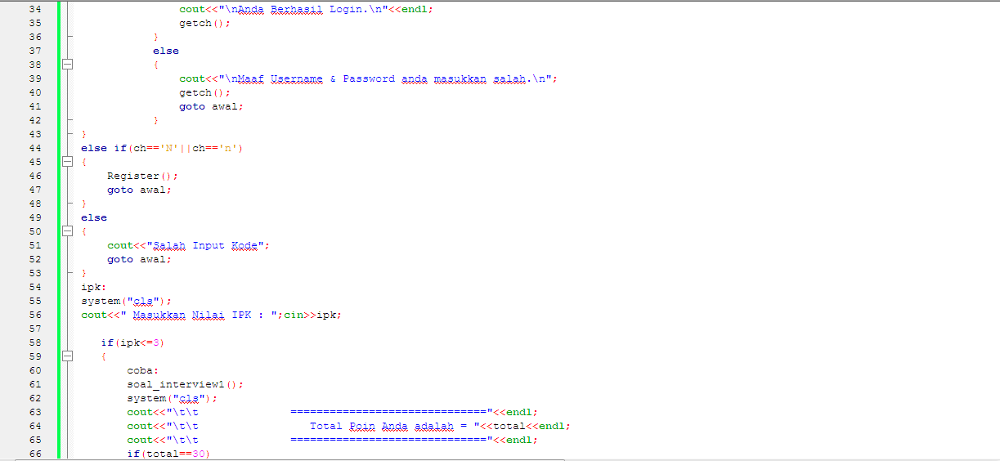 34 cout<<"\nAnda Berhasil Login.\n"<<endl;
35 getch();
36 }
37 else
38 {
39 cout<<"\nMaaf Username & Password anda masukkan salah.\n";
40 getch();
41 goto awal;
42 }
43 }
44 else if(ch=='N'||ch=='n')
45 {
46 Register();
47 goto awal;
48 }
49 else
50 {
51 cout<<"Salah Input Kode";
52 goto awal;
53 }
54 ipk:
55 system("cls");
56 cout<<" Masukkan Nilai IPK : ";cin>>ipk;
57
58 if(ipk<=3)
59 {
60 coba:
61 soal_interview1();
62 system("cls");
63 cout<<"\t\t              =============================="<<endl;
64 cout<<"\t\t                 Total Poin Anda adalah = "<<total<<endl;
65 cout<<"\t\t              =============================="<<endl;
66 if(total==30)